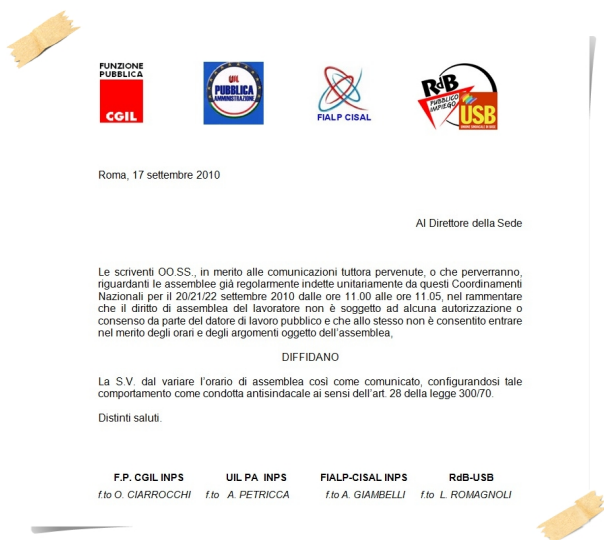 FUNZIONE
PUBBLICA
CGIL
UIL
PUBBLICA
AMMINISTRAZIONE
FIALP CISAL
RdB
PUBBLICO
IMPIEGO
USB
Roma, 17 settembre 2010
Al Direttore della Sede
Le scriventi OO.SS., in merito alle comunicazioni tuttora pervenute, o che perverranno,
riguardanti le assemblee già regolarmente indette unitariamente da questi Coordinamenti
Nazionali per il 20/21/22 settembre 2010 dalle ore 11.00 alle ore 11.05, nel rammentare
che il diritto di assemblea del lavoratore non è soggetto ad alcuna autorizzazione o
consenso da parte del datore di lavoro pubblico e che allo stesso non è consentito entrare
nel merito degli orari e degli argomenti oggetto dell'assemblea,
DIFFIDANO
La S.V. dal variare l'orario di assemblea così come comunicato, configurandosi tale
comportamento come condotta antisindacale ai sensi dell'art. 28 della legge 300/70.
Distinti saluti.
F.P. CGIL INPS UIL PA INPS FIALP-CISAL INPS RdB-USB
f.to O. CIARROCCHI f.to A. PETRICCA f.to A. GIAMBELLI f.to L. ROMAGNOLI